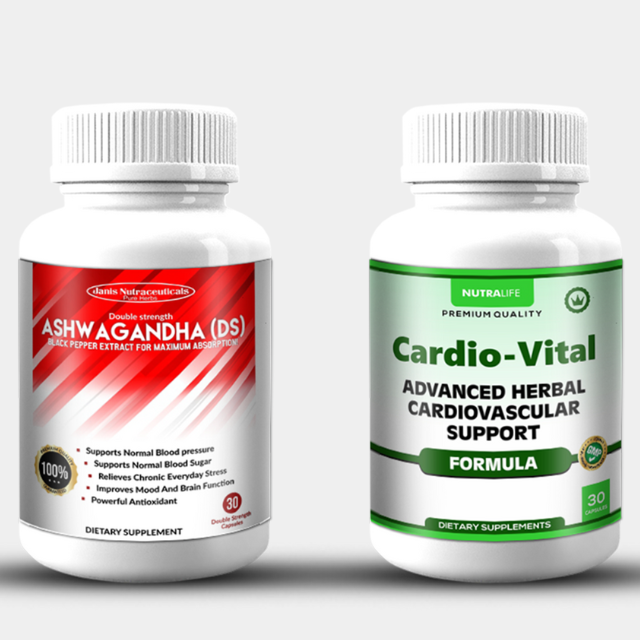 danis Nutraceuticals
Pure Herbs
Double strength
ASHWAGANDHA (DS)
BLACK PEPPER EXTRACT FOR MAXIMUM ABSORPTION!
• Supports Normal Blood pressure
• Supports Normal Blood Sugar
• Relieves Chronic Everyday Stress
• Improves Mood And Brain Function
• Powerful Antioxidant
100%
30
Double Strength
Capsules
DIETARY SUPPLEMENT
NUTRALIFE
PREMIUM QUALITY
Cardio-Vital
ADVANCED HERBAL
CARDIOVASCULAR
SUPPORT
FORMULA
GMP
30
CAPSULES
DIETARY SUPPLEMENTS